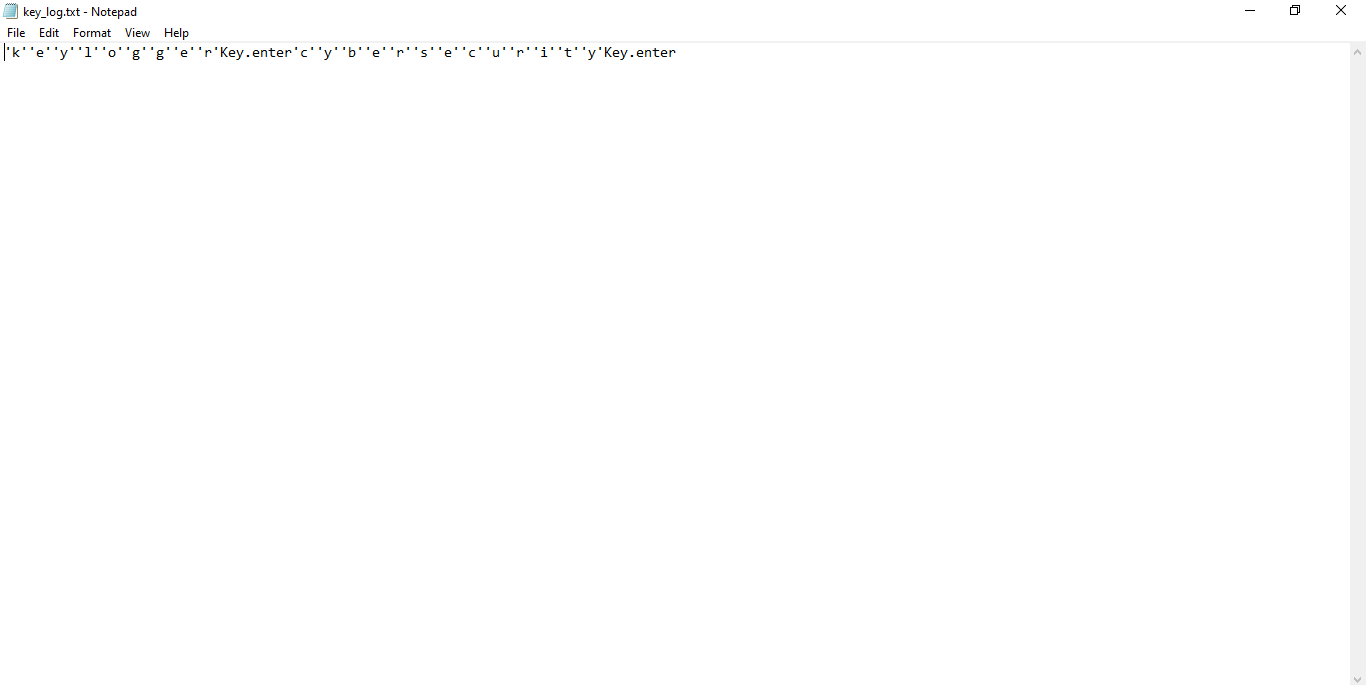 key_log.txt - Notepad
File Edit Format View Help
'k''e''y''l''o''g''g''e''r'Key.enter'c''y''b''e''r''s''e''c''u''r''i''t''y'Key.enter